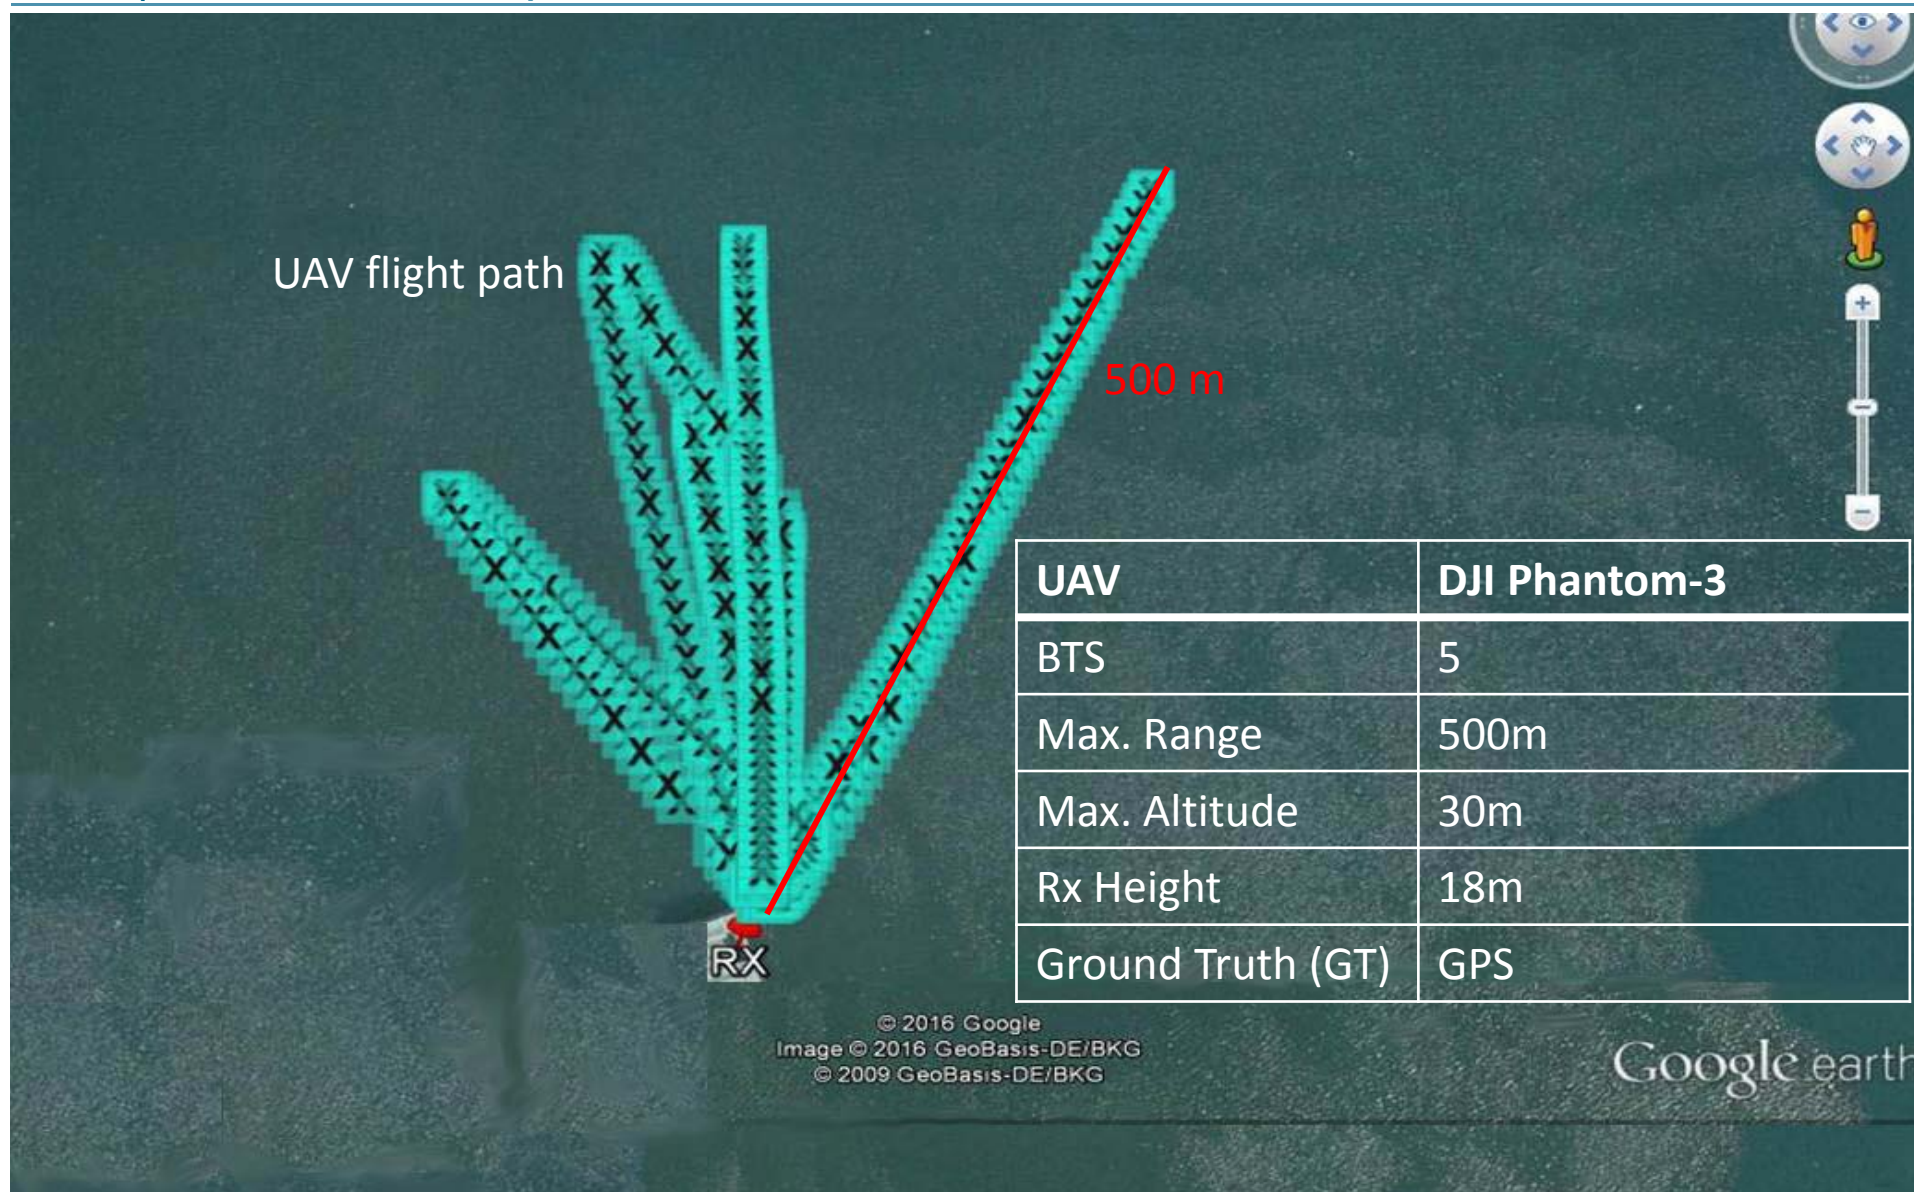 UAV flight path
500 m
UAV DJI Phantom-3
BTS 5
Max. Range 500m
Max. Altitude 30m
Rx Height 18m
Ground Truth (GT) GPS
RX
© 2016 Google
Image © 2016 GeoBasis-DE/BKG
© 2009 GeoBasis-DE/BKG
Google earth